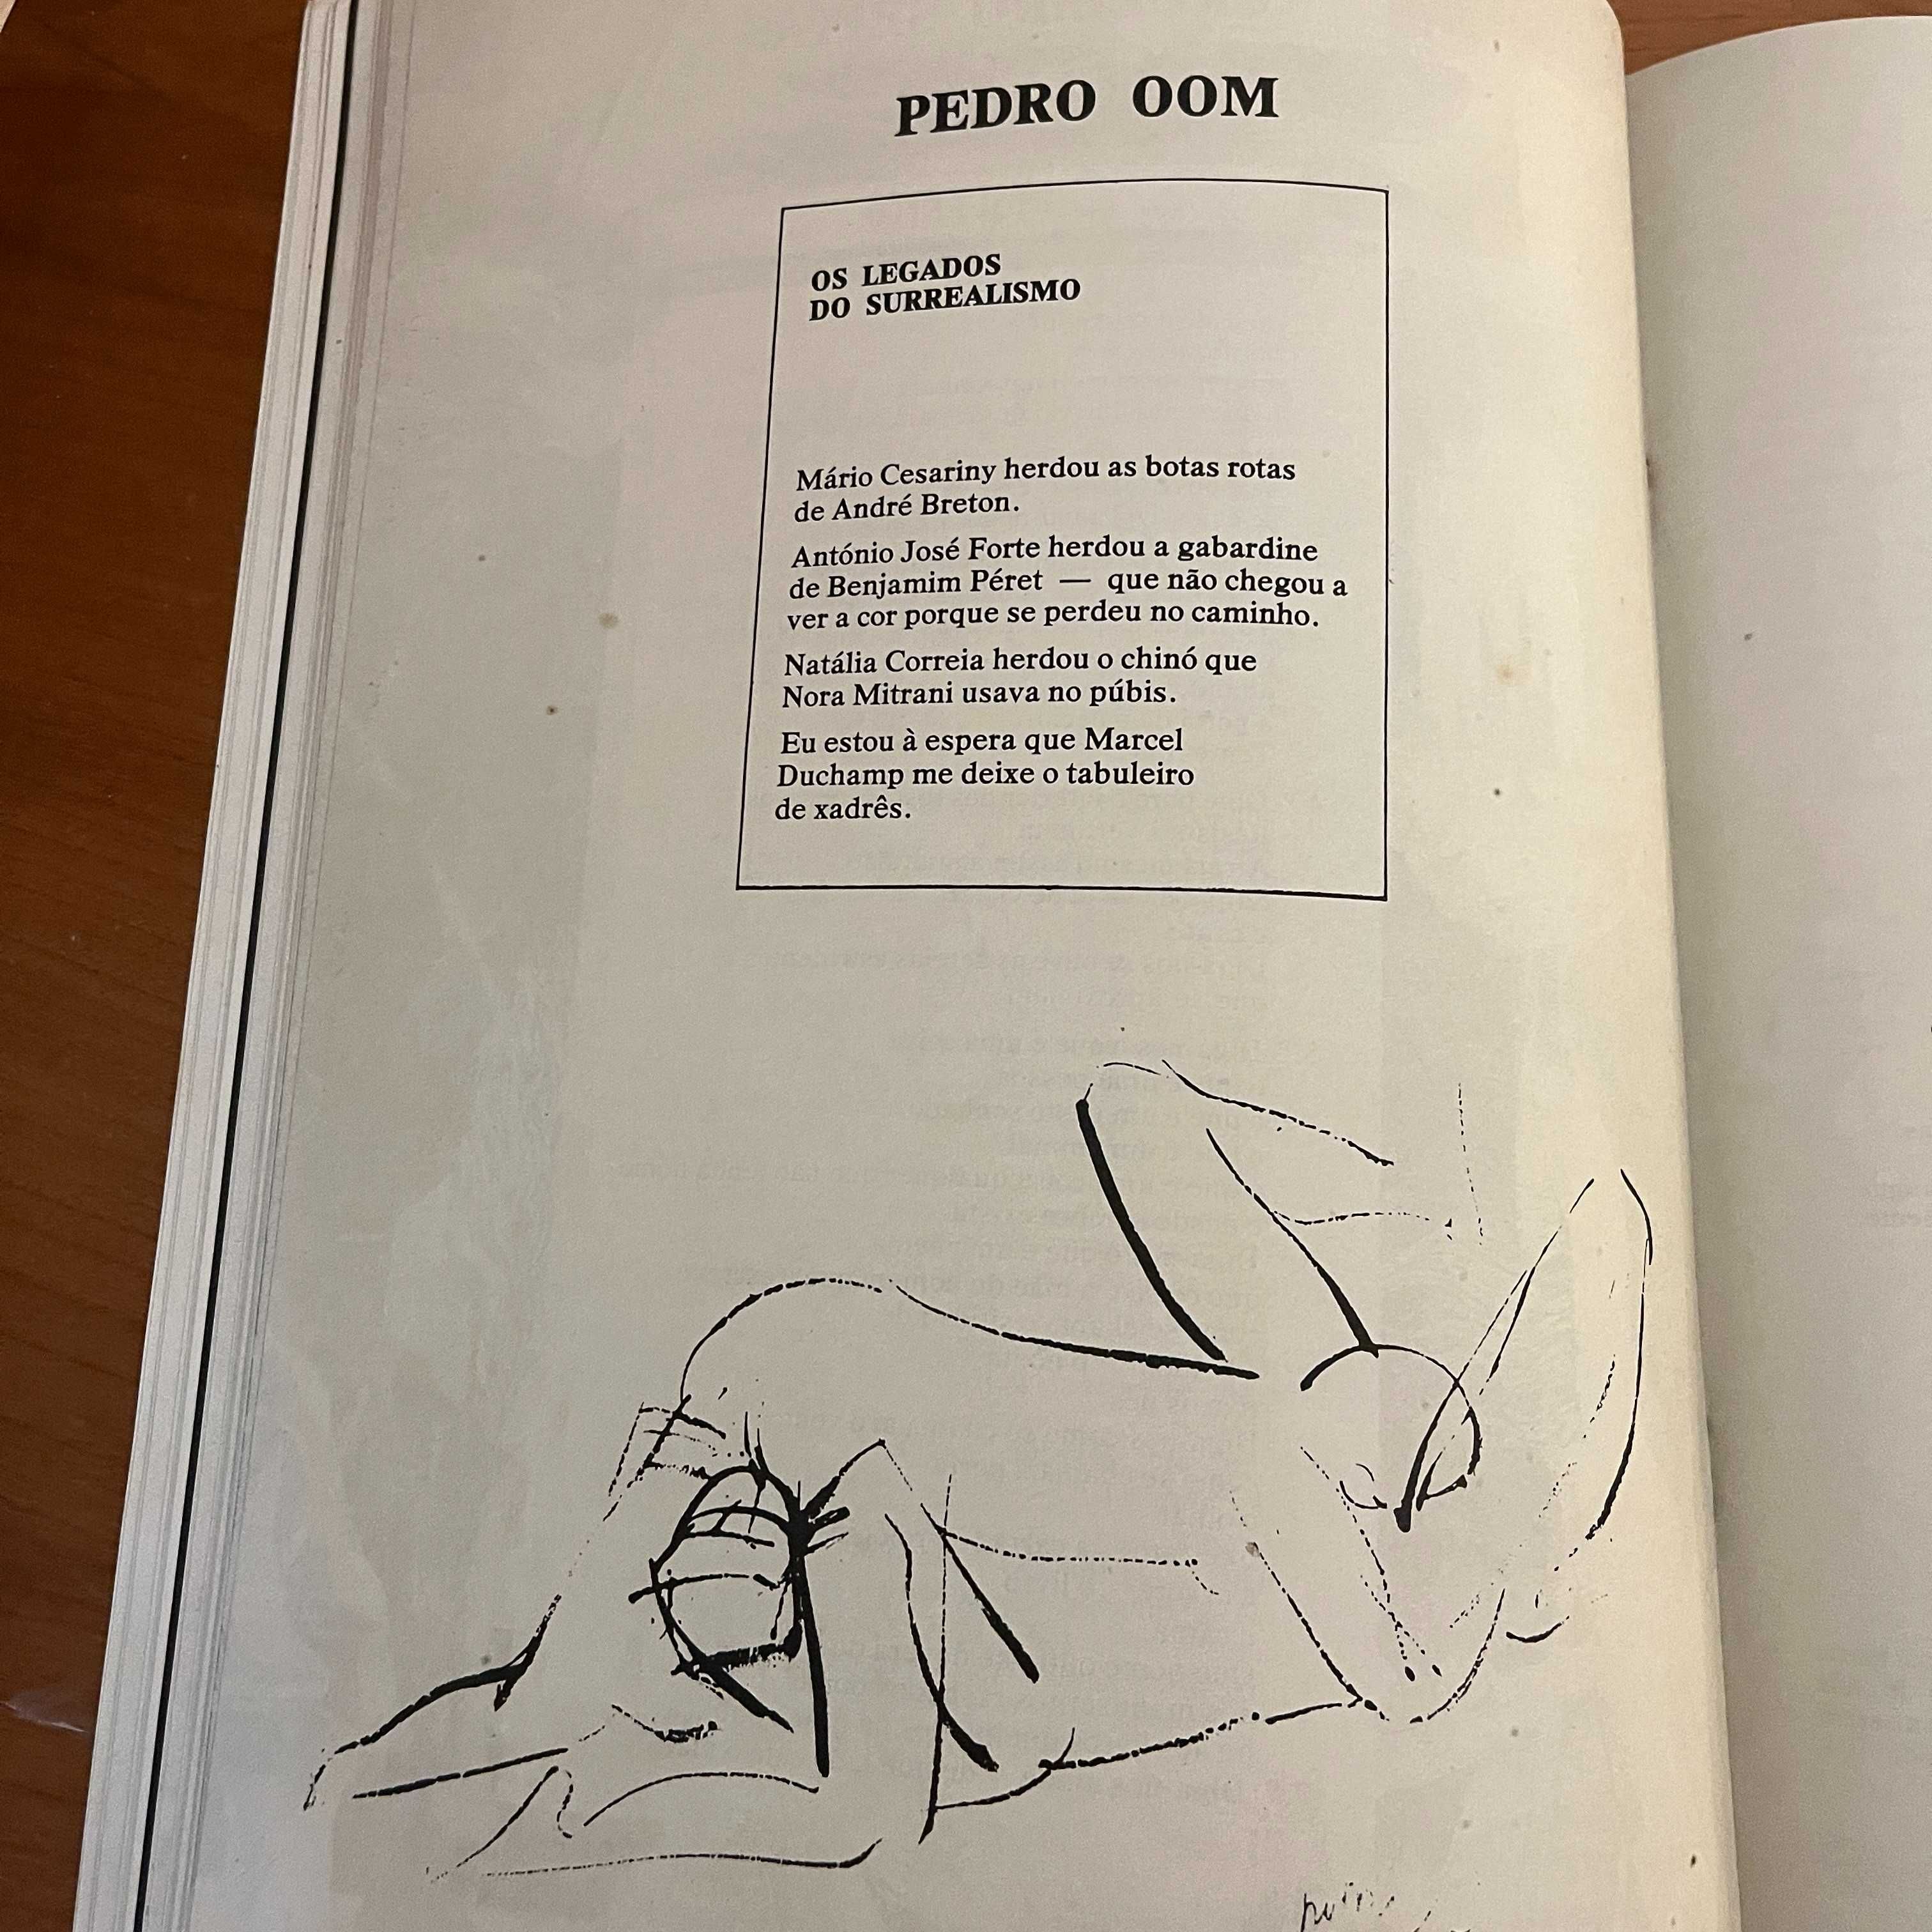 PEDRO OOM
OS LEGADOS
DO SURREALISMO
Mário Cesariny herdou as botas rotas
de André Breton.
António José Forte herdou a gabardine
de Benjamim Péret — que não chegou a
ver a cor porque se perdeu no caminho.
Natália Correia herdou o chinó que
Nora Mitrani usava no púbis.
Eu estou à espera que Marcel
Duchamp me deixe o tabuleiro
de xadrês.